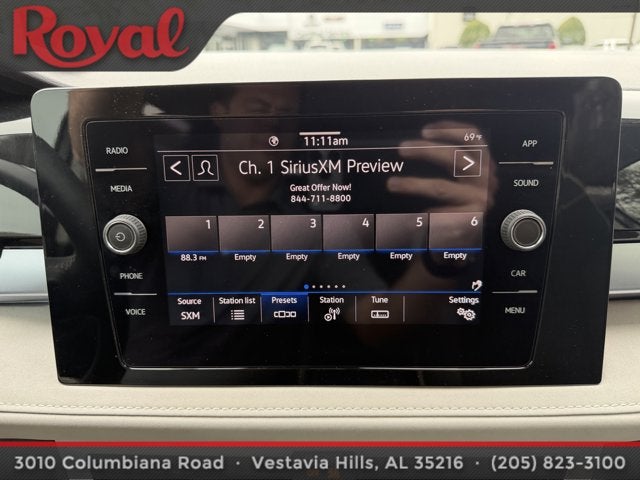 Royal
11:11am
69°F
RADIO
APP
Ch. 1 SiriusXM Preview
MEDIA
SOUND
Great Offer Now!
844-711-8800
1 2 3 4 5 6
88.3 FM Empty Empty Empty Empty Empty
PHONE
CAR
Source Station list Presets Station Tune Settings
SXM
VOICE
MENU
3010 Columbiana Road • Vestavia Hills, AL 35216 • (205) 823-3100